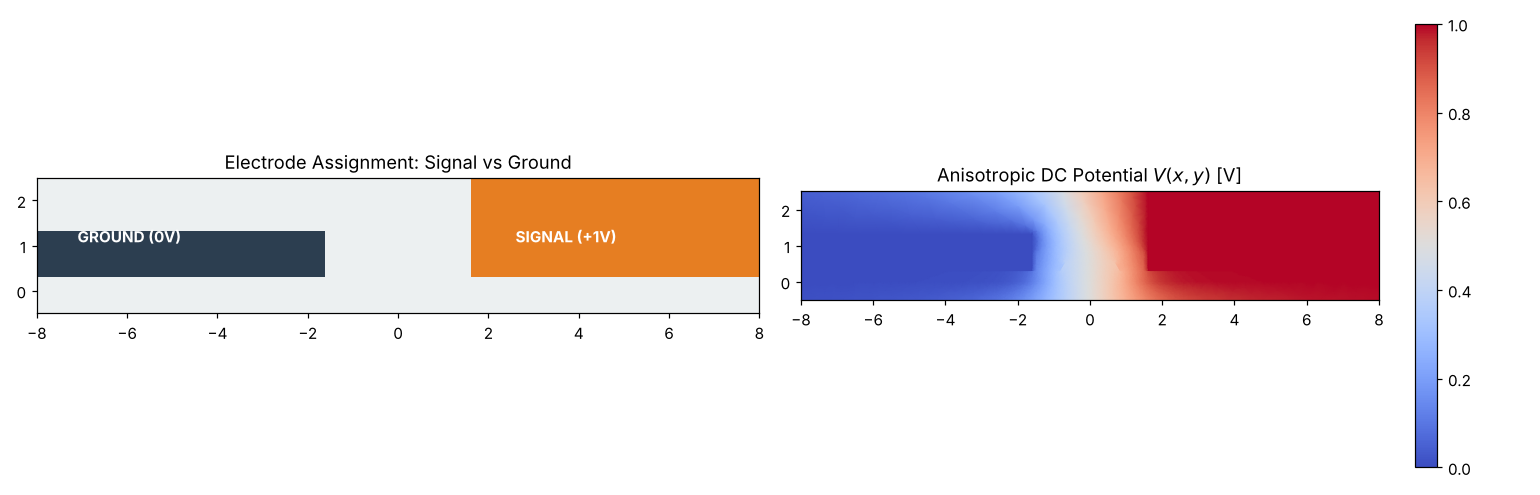 Electrode Assignment: Signal vs Ground
2
1
0
GROUND (0V)
SIGNAL (+1V)
−8 −6 −4 −2 0 2 4 6 8
Anisotropic DC Potential V(x, y) [V]
2
1
0
−8 −6 −4 −2 0 2 4 6 8
1.0
0.8
0.6
0.4
0.2
0.0